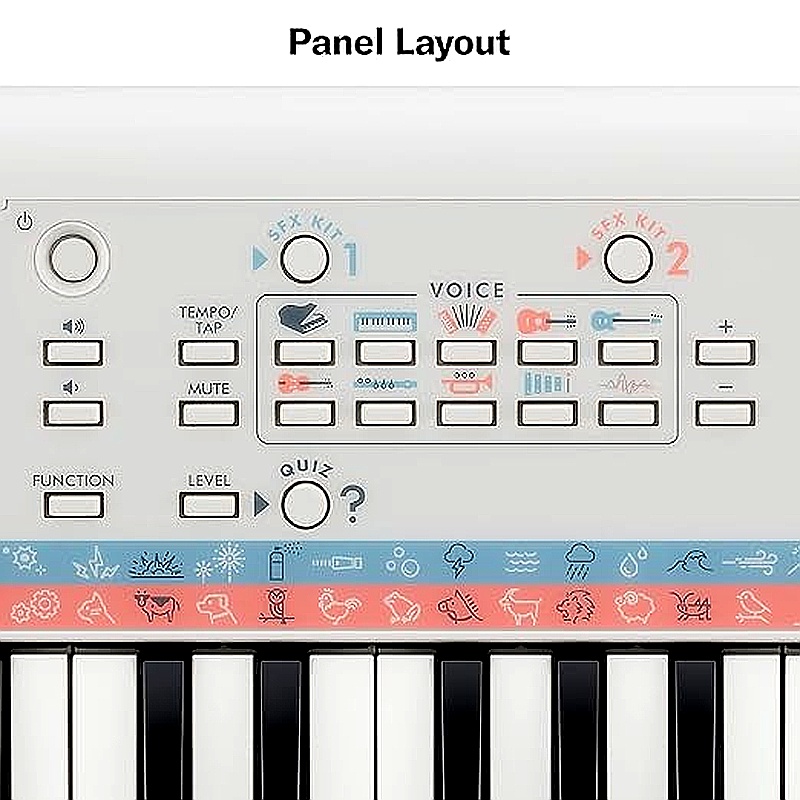 Panel Layout
SFX KIT 1
SFX KIT 2
VOICE
TEMPO/
TAP
+
MUTE
−
FUNCTION
LEVEL
QUIZ
?